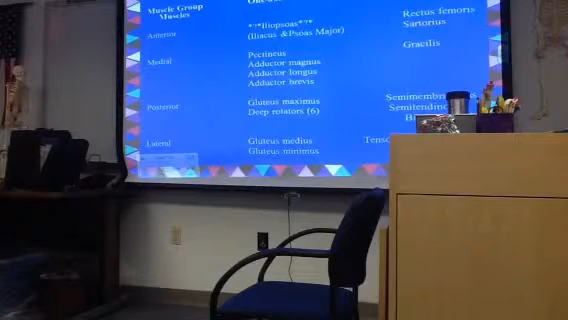 Muscle Group
Muscles
Anterior
*?*Iliopsoas*?*
(Iliacus &Psoas Major)
Rectus femoris
Sartorius
Medial
Pectineus
Adductor magnus
Adductor longus
Adductor brevis
Gracilis
Posterior
Gluteus maximus
Deep rotators (6)
Lateral
Gluteus medius
Gluteus minimus